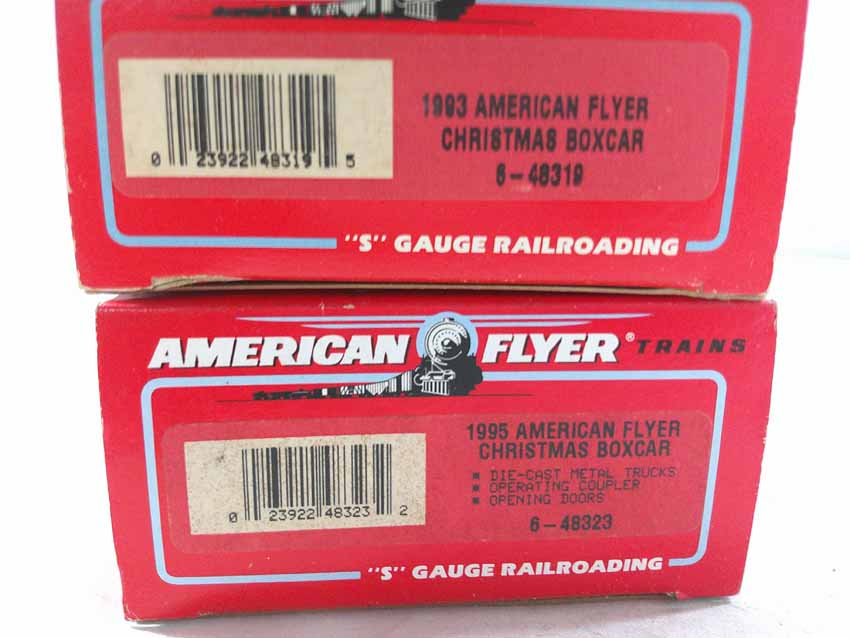 1993 AMERICAN FLYER
CHRISTMAS BOXCAR
6-48319
0 23922 48319 5
"S" GAUGE RAILROADING
AMERICAN FLYER® TRAINS
1995 AMERICAN FLYER
CHRISTMAS BOXCAR
▪ DIE-CAST METAL TRUCKS
▪ OPERATING COUPLER
▪ OPENING DOORS
6-48323
0 23922 48323 2
"S" GAUGE RAILROADING